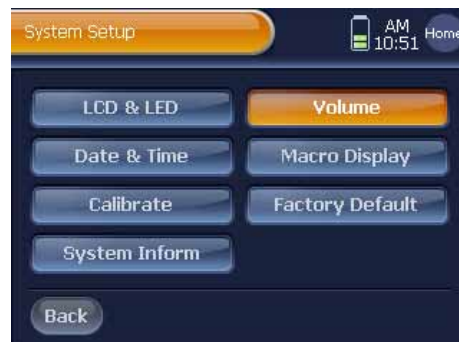 System Setup
AM
10:51
Home
LCD & LED
Volume
Date & Time
Macro Display
Calibrate
Factory Default
System Inform
Back